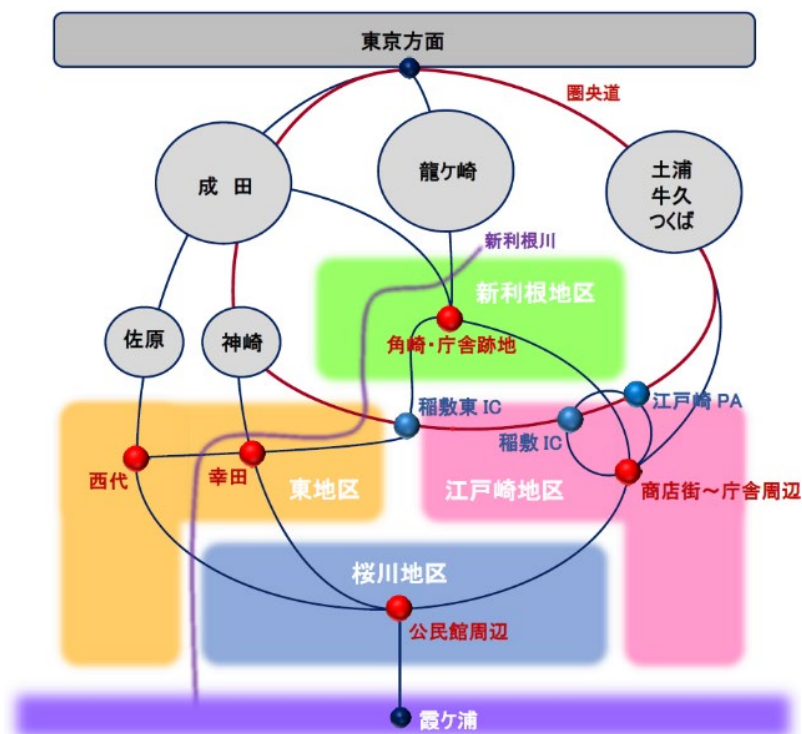 東京方面
圏央道
成 田
龍ケ崎
土浦
牛久
つくば
新利根川
新利根地区
佐原
神崎
角崎・庁舎跡地
稲敷東 IC
江戸崎 PA
稲敷 IC
西代
幸田
東地区
江戸崎地区
商店街～庁舎周辺
桜川地区
公民館周辺
霞ケ浦